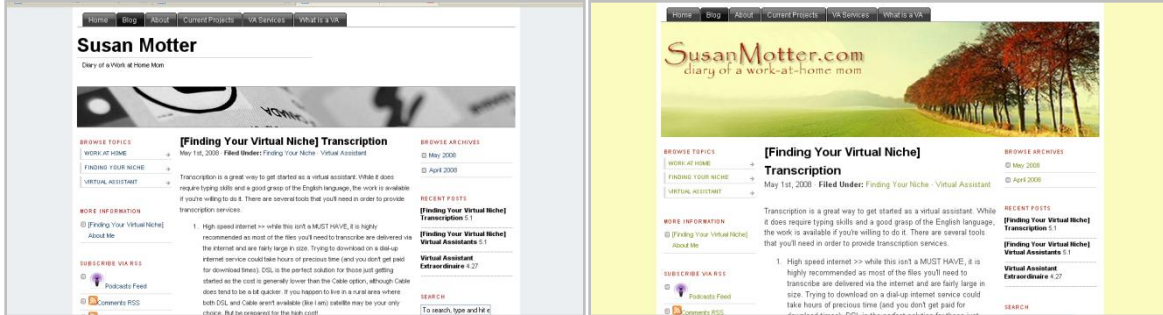 Home Blog About Current Projects VA Services What is a VA
Susan Motter
Diary of a Work at Home Mom
CANADA
BROWSE TOPICS
WORK AT HOME
FINDING YOUR NICHE
VIRTUAL ASSISTANT
MORE INFORMATION
[Finding Your Virtual Niche]
About Me
SUBSCRIBE VIA RSS
Podcasts Feed
Comments RSS
[Finding Your Virtual Niche] Transcription
May 1st, 2008 · Filed Under: Finding Your Niche · Virtual Assistant
Transcription is a great way to get started as a virtual assistant. While it does
require typing skills and a good grasp of the English language, the work is available
if you're willing to do it. There are several tools that you'll need in order to provide
transcription services.
1. High speed internet >> while this isn't a MUST HAVE, it is highly
recommended as most of the files you'll need to transcribe are delivered via
the internet and are fairly large in size. Trying to download on a dial-up
internet service could take hours of precious time (and you don't get paid
for download times). DSL is the perfect solution for those just getting
started as the cost is generally lower than the Cable option, although Cable
does tend to be a bit quicker. If you happen to live in a rural area where
both DSL and Cable aren't available (like I am) satellite may be your only
choice. But be prepared for the high cost!
BROWSE ARCHIVES
May 2008
April 2008
RECENT POSTS
[Finding Your Virtual Niche]
Transcription 5.1
[Finding Your Virtual Niche]
Virtual Assistants 5.1
Virtual Assistant
Extraordinaire 4.27
SEARCH
To search, type and hit e
Home Blog About Current Projects VA Services What is a VA
SusanMotter.com
diary of a work-at-home mom
BROWSE TOPICS
WORK AT HOME
FINDING YOUR NICHE
VIRTUAL ASSISTANT
MORE INFORMATION
[Finding Your Virtual Niche]
About Me
SUBSCRIBE VIA RSS
Podcasts Feed
Comments RSS
[Finding Your Virtual Niche]
Transcription
May 1st, 2008 · Filed Under: Finding Your Niche · Virtual Assistant
Transcription is a great way to get started as a virtual assistant. While
it does require typing skills and a good grasp of the English language,
the work is available if you're willing to do it. There are several tools
that you'll need in order to provide transcription services.
1. High speed internet >> while this isn't a MUST HAVE, it is
highly recommended as most of the files you'll need to
transcribe are delivered via the internet and are fairly large in
size. Trying to download on a dial-up internet service could
take hours of precious time (and you don't get paid for
BROWSE ARCHIVES
May 2008
April 2008
RECENT POSTS
[Finding Your Virtual Niche]
Transcription 5.1
[Finding Your Virtual Niche]
Virtual Assistants 5.1
Virtual Assistant
Extraordinaire 4.27
SEARCH